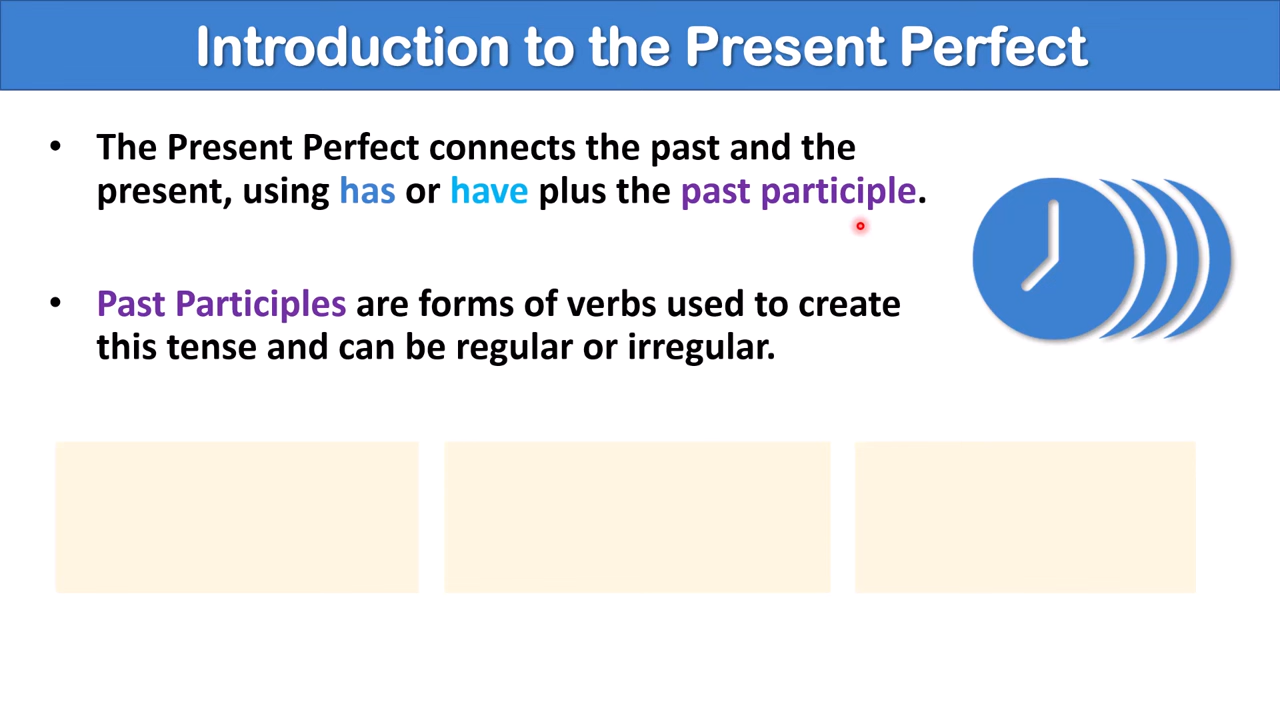 Introduction to the Present Perfect
• The Present Perfect connects the past and the
present, using has or have plus the past participle.
• Past Participles are forms of verbs used to create
this tense and can be regular or irregular.